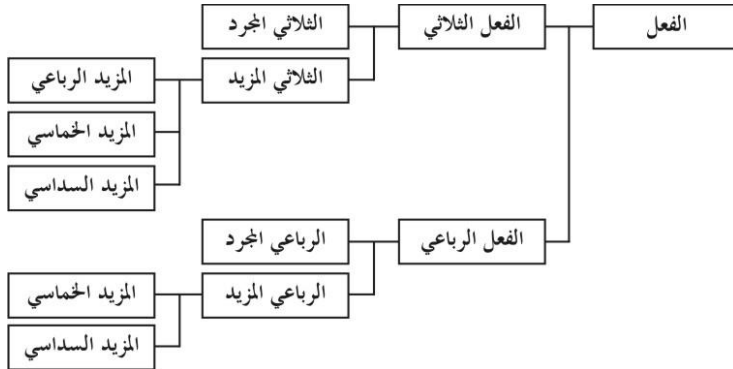 الفعل
الفعل الثلاثي
الثلاثي المجرد
الثلاثي المزيد
المزيد الرباعي
المزيد الخماسي
المزيد السداسي
الفعل الرباعي
الرباعي المجرد
الرباعي المزيد
المزيد الخماسي
المزيد السداسي